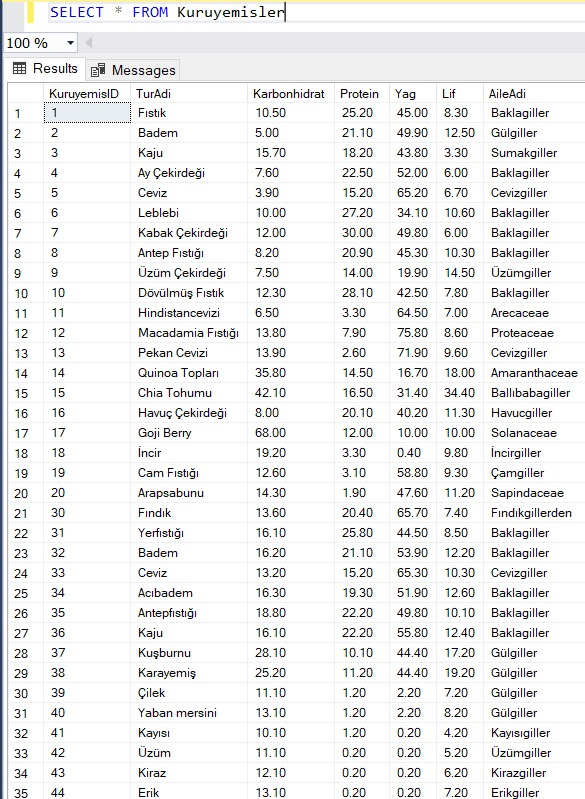 SELECT * FROM Kuruyemisler
100 %
Results Messages
KuruyemisID TurAdi Karbonhidrat Protein Yag Lif AileAdi
1 1 Fıstık 10.50 25.20 45.00 8.30 Baklagiller
2 2 Badem 5.00 21.10 49.90 12.50 Gülgiller
3 3 Kaju 15.70 18.20 43.80 3.30 Sumakgiller
4 4 Ay Çekirdeği 7.60 22.50 52.00 6.00 Baklagiller
5 5 Ceviz 3.90 15.20 65.20 6.70 Cevizgiller
6 6 Leblebi 10.00 27.20 34.10 10.60 Baklagiller
7 7 Kabak Çekirdeği 12.00 30.00 49.80 6.00 Baklagiller
8 8 Antep Fıstığı 8.20 20.90 45.30 10.30 Baklagiller
9 9 Üzüm Çekirdeği 7.50 14.00 19.90 14.50 Üzümgiller
10 10 Dövülmüş Fıstık 12.30 28.10 42.50 7.80 Baklagiller
11 11 Hindistancevizi 6.50 3.30 64.50 7.00 Arecaceae
12 12 Macadamia Fıstığı 13.80 7.90 75.80 8.60 Proteaceae
13 13 Pekan Cevizi 13.90 2.60 71.90 9.60 Cevizgiller
14 14 Quinoa Topları 35.80 14.50 16.70 18.00 Amaranthaceae
15 15 Chia Tohumu 42.10 16.50 31.40 34.40 Ballıbabagiller
16 16 Havuç Çekirdeği 8.00 20.10 40.20 11.30 Havucgiller
17 17 Goji Berry 68.00 12.00 10.00 10.00 Solanaceae
18 18 İncir 19.20 3.30 0.40 9.80 İncirgiller
19 19 Cam Fıstığı 12.60 3.10 58.80 9.30 Çamgiller
20 20 Arapsabunu 14.30 1.90 47.60 11.20 Sapindaceae
21 30 Fındık 13.60 20.40 65.70 7.40 Fındıkgillerden
22 31 Yerfıstığı 16.10 25.80 44.50 8.50 Baklagiller
23 32 Badem 16.20 21.10 53.90 12.20 Baklagiller
24 33 Ceviz 13.20 15.20 65.30 10.30 Cevizgiller
25 34 Acıbadem 16.30 19.30 51.90 12.60 Baklagiller
26 35 Antepfıstığı 18.80 22.20 49.80 10.10 Baklagiller
27 36 Kaju 16.10 22.20 55.80 12.40 Baklagiller
28 37 Kuşburnu 28.10 10.10 44.40 17.20 Gülgiller
29 38 Karayemiş 25.20 11.20 44.40 19.20 Gülgiller
30 39 Çilek 11.10 1.20 2.20 7.20 Gülgiller
31 40 Yaban mersini 13.10 1.20 2.20 8.20 Gülgiller
32 41 Kayısı 10.10 1.20 0.20 4.20 Kayısıgiller
33 42 Üzüm 11.10 0.20 0.20 5.20 Üzümgiller
34 43 Kiraz 12.10 0.20 0.20 6.20 Kirazgiller
35 44 Erik 13.10 0.20 0.20 7.20 Erikgiller